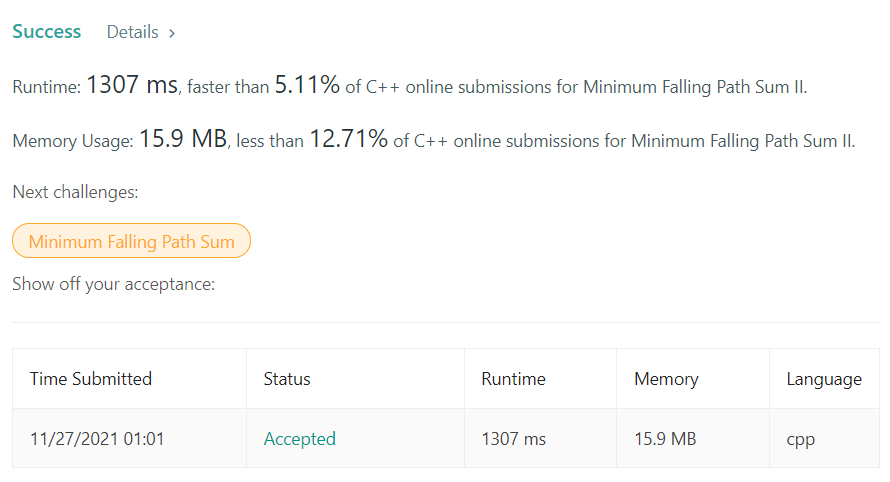 Success Details >
Runtime: 1307 ms, faster than 5.11% of C++ online submissions for Minimum Falling Path Sum II.
Memory Usage: 15.9 MB, less than 12.71% of C++ online submissions for Minimum Falling Path Sum II.
Next challenges:
Minimum Falling Path Sum
Show off your acceptance:
Time Submitted Status Runtime Memory Language
11/27/2021 01:01 Accepted 1307 ms 15.9 MB cpp